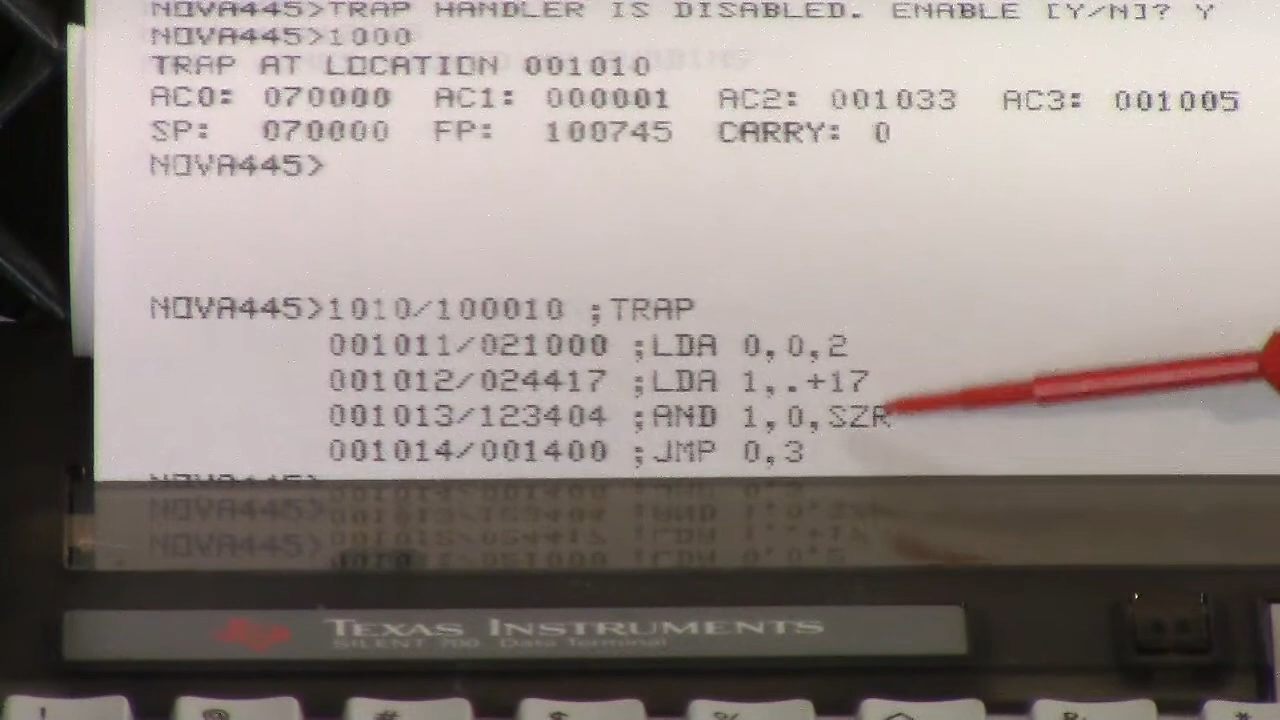 NOVA445>TRAP HANDLER IS DISABLED. ENABLE [Y/N]? Y
NOVA445>1000
TRAP AT LOCATION 001010
AC0: 070000 AC1: 000001 AC2: 001033 AC3: 001005
SP: 070000 FP: 100745 CARRY: 0
NOVA445>
NOVA445>1010/100010 ;TRAP
001011/021000 ;LDA 0,0,2
001012/024417 ;LDA 1,.+17
001013/123404 ;AND 1,0,SZR
001014/001400 ;JMP 0,3
NOVA445>
TEXAS INSTRUMENTS
SILENT 700 Data Terminal
! @ # $ % ^ & *